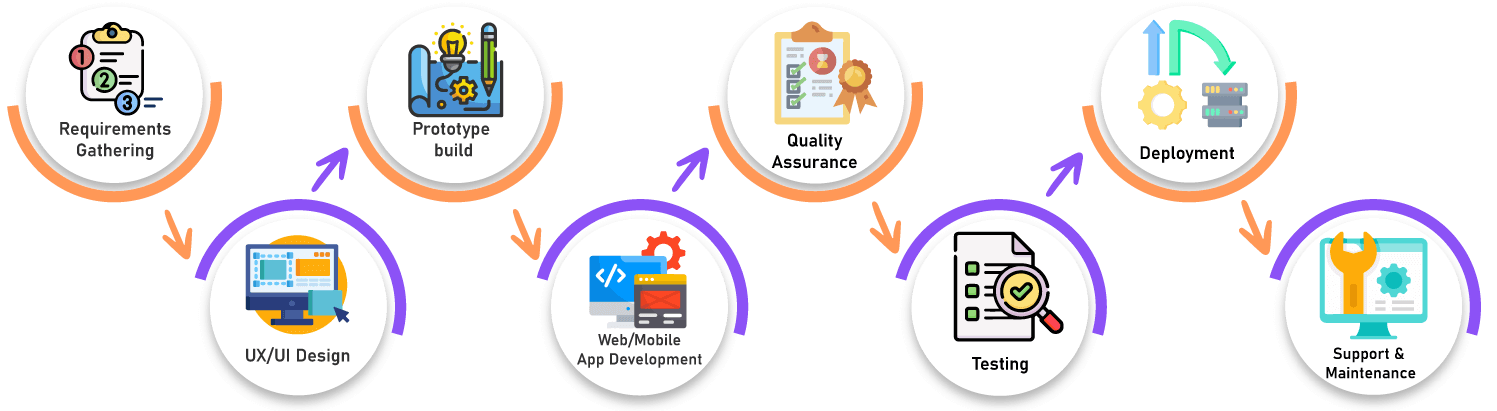 1
2
3
Requirements
Gathering
UX/UI Design
Prototype
build
</>
Web/Mobile
App Development
Quality
Assurance
Testing
Deployment
Support &
Maintenance